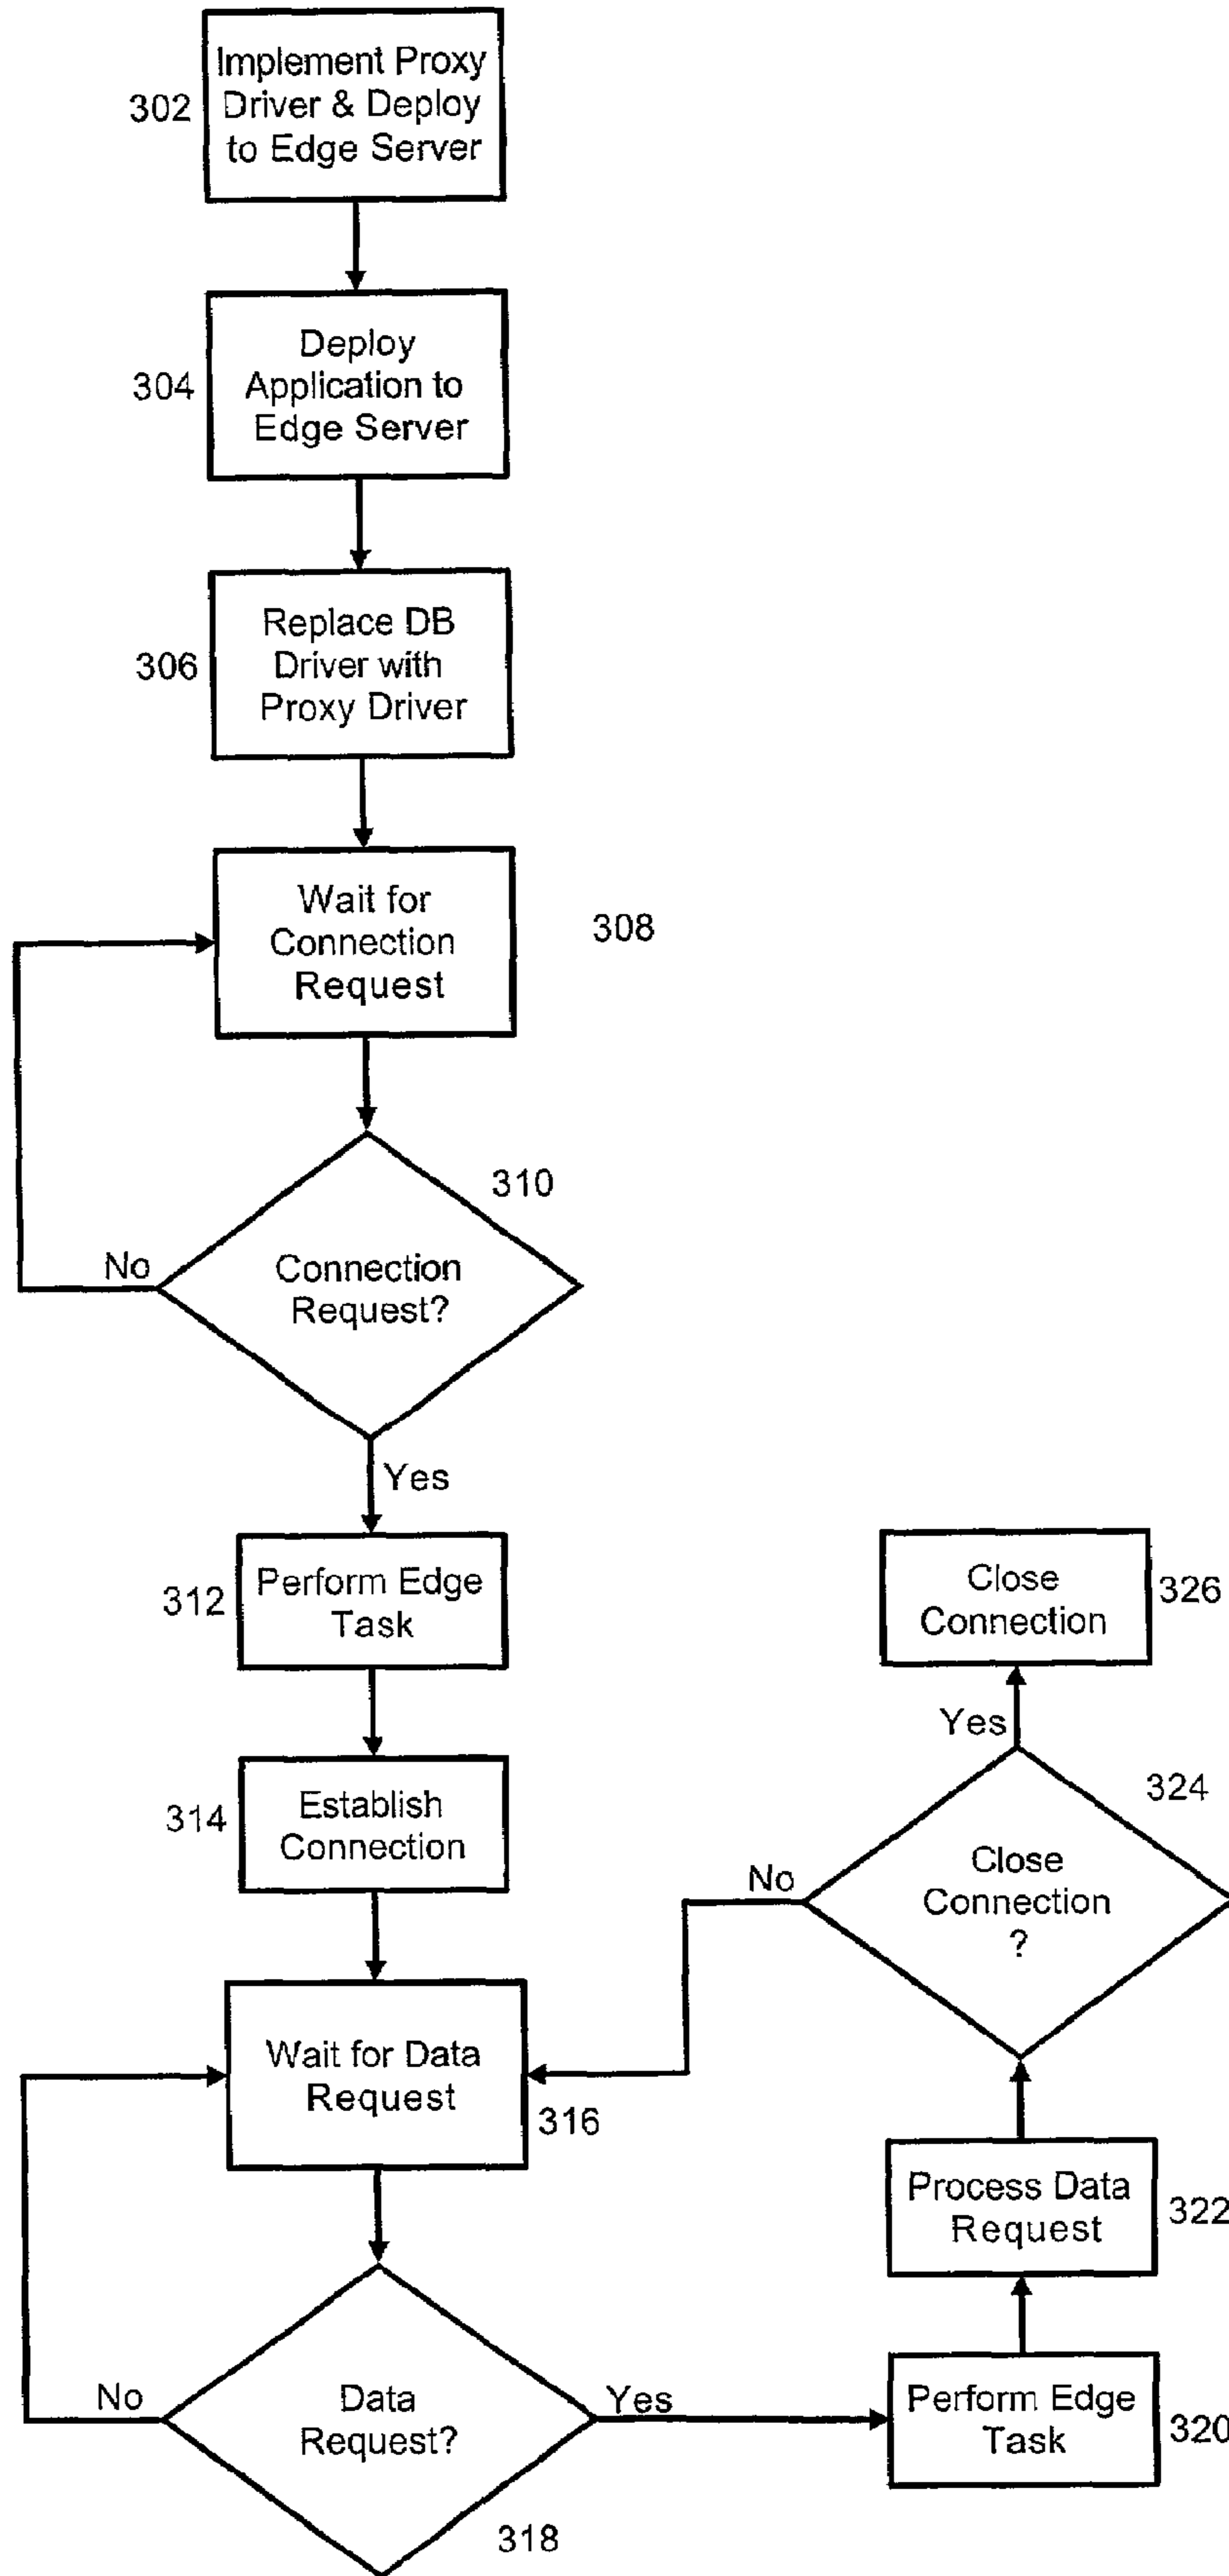 Implement Proxy
Driver & Deploy
to Edge Server
302
Deploy
Application to
Edge Server
304
Replace DB
Driver with
Proxy Driver
306
Wait for
Connection
Request
308
310
Connection
Request?
No
Yes
Perform Edge
Task
312
Establish
Connection
314
Wait for Data
Request
316
Data
Request?
No
Yes
318
Perform Edge
Task
320
Process Data
Request
322
Close
Connection
?
324
No
Yes
Close
Connection
326